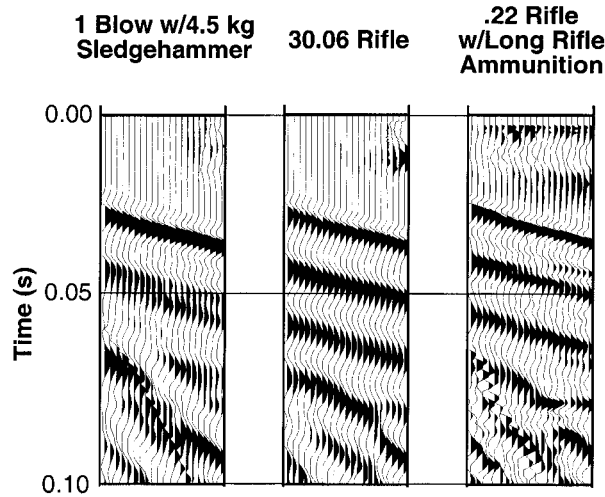 1 Blow w/4.5 kg
Sledgehammer
30.06 Rifle
.22 Rifle
w/Long Rifle
Ammunition
0.00
0.05
0.10
Time (s)